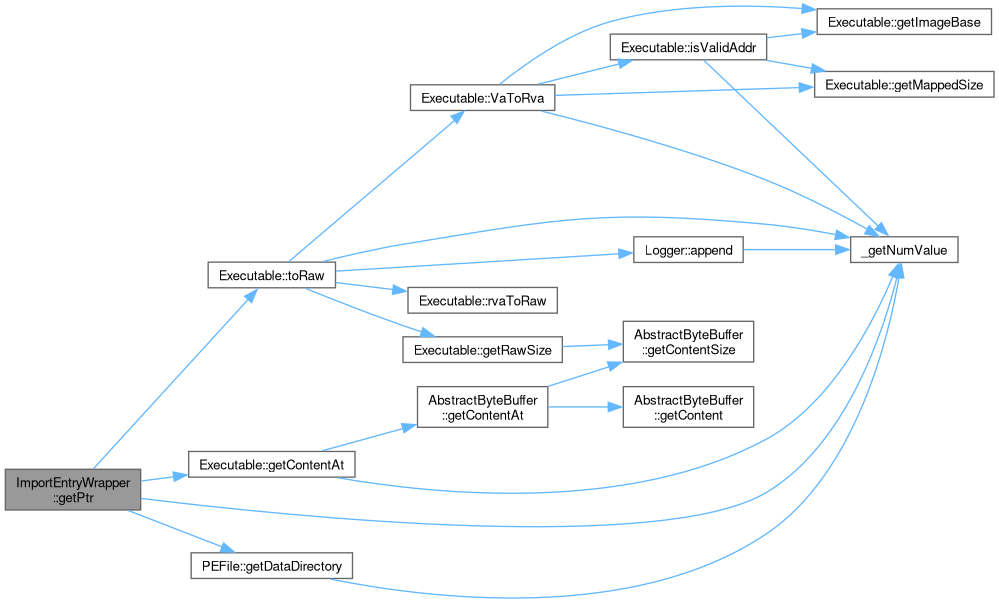 Executable::getImageBase
Executable::isValidAddr
Executable::getMappedSize
Executable::VaToRva
Logger::append
_getNumValue
Executable::toRaw
Executable::rvaToRaw
Executable::getRawSize
AbstractByteBuffer
::getContentSize
AbstractByteBuffer
::getContentAt
AbstractByteBuffer
::getContent
Executable::getContentAt
ImportEntryWrapper
::getPtr
PEFile::getDataDirectory